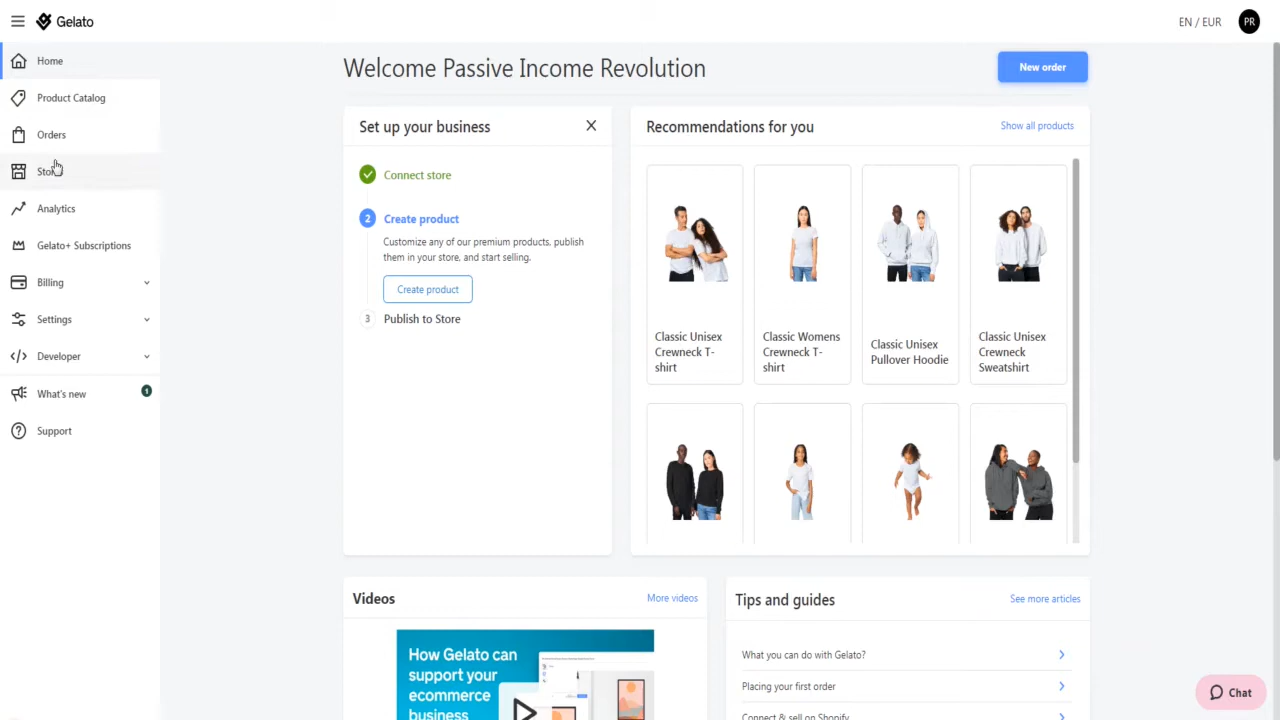 Gelato
EN / EUR
PR
Home
Product Catalog
Orders
Analytics
Gelato+ Subscriptions
Billing
Settings
Developer
What's new
1
Support
Welcome Passive Income Revolution
New order
Set up your business
Connect store
2
Create product
Customize any of our premium products, publish
them in your store, and start selling.
Create product
3
Publish to Store
Recommendations for you
Show all products
Classic Unisex
Crewneck T-
shirt
Classic Womens
Crewneck T-
shirt
Classic Unisex
Pullover Hoodie
Classic Unisex
Crewneck
Sweatshirt
Videos
More videos
How Gelato can
support your
ecommerce
business
Tips and guides
See more articles
What you can do with Gelato?
Placing your first order
Connect & sell on Shopify
Chat